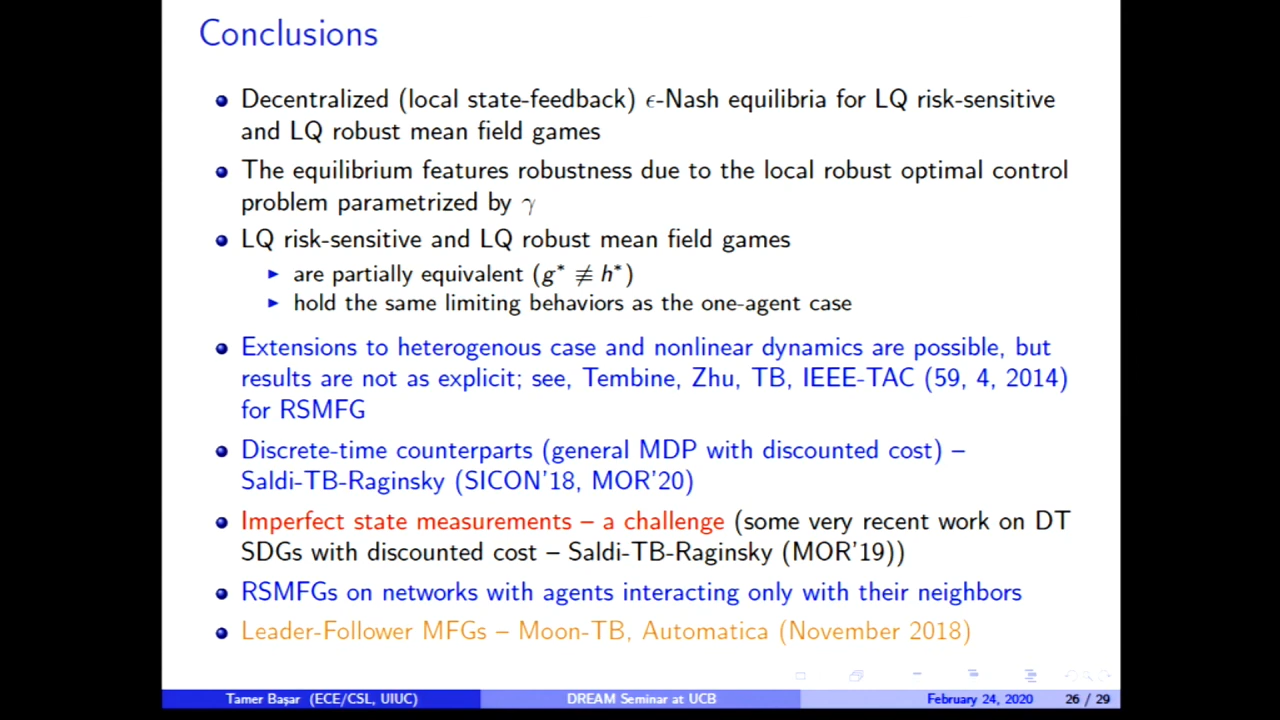 Conclusions
Decentralized (local state-feedback) ϵ-Nash equilibria for LQ risk-sensitive
and LQ robust mean field games
The equilibrium features robustness due to the local robust optimal control
problem parametrized by γ
LQ risk-sensitive and LQ robust mean field games
are partially equivalent (g* ≢ h*)
hold the same limiting behaviors as the one-agent case
Extensions to heterogenous case and nonlinear dynamics are possible, but
results are not as explicit; see, Tembine, Zhu, TB, IEEE-TAC (59, 4, 2014)
for RSMFG
Discrete-time counterparts (general MDP with discounted cost) –
Saldi-TB-Raginsky (SICON'18, MOR'20)
Imperfect state measurements – a challenge (some very recent work on DT
SDGs with discounted cost – Saldi-TB-Raginsky (MOR'19))
RSMFGs on networks with agents interacting only with their neighbors
Leader-Follower MFGs – Moon-TB, Automatica (November 2018)
Tamer Başar (ECE/CSL, UIUC) DREAM Seminar at UCB February 24, 2020 26 / 29